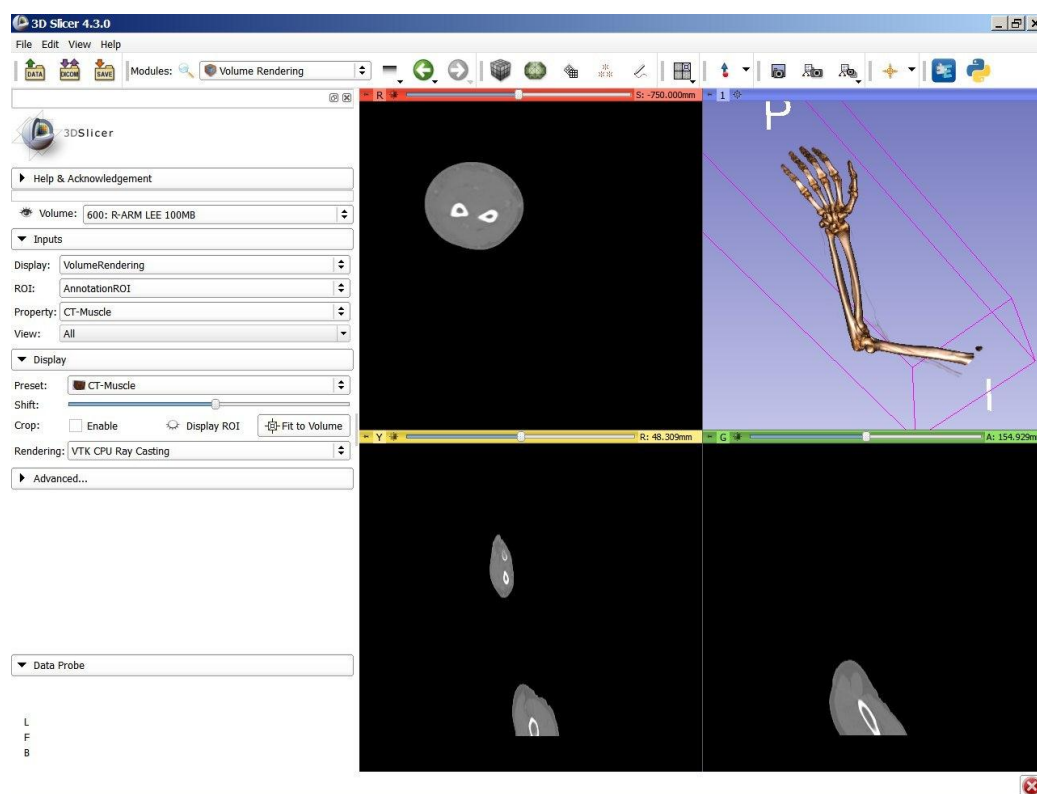 3D Slicer 4.3.0
File Edit View Help
DATA DICOM SAVE Modules: Volume Rendering
3DSlicer
Help & Acknowledgement
Volume: 600: R-ARM LEE 100MB
Inputs
Display: VolumeRendering
ROI: AnnotationROI
Property: CT-Muscle
View: All
Display
Preset: CT-Muscle
Shift:
Crop: Enable Display ROI Fit to Volume
Rendering: VTK CPU Ray Casting
Advanced...
Data Probe
L
F
B
R S: -750.000mm
1
P
I
Y R: 48.309mm
G A: 154.929mm